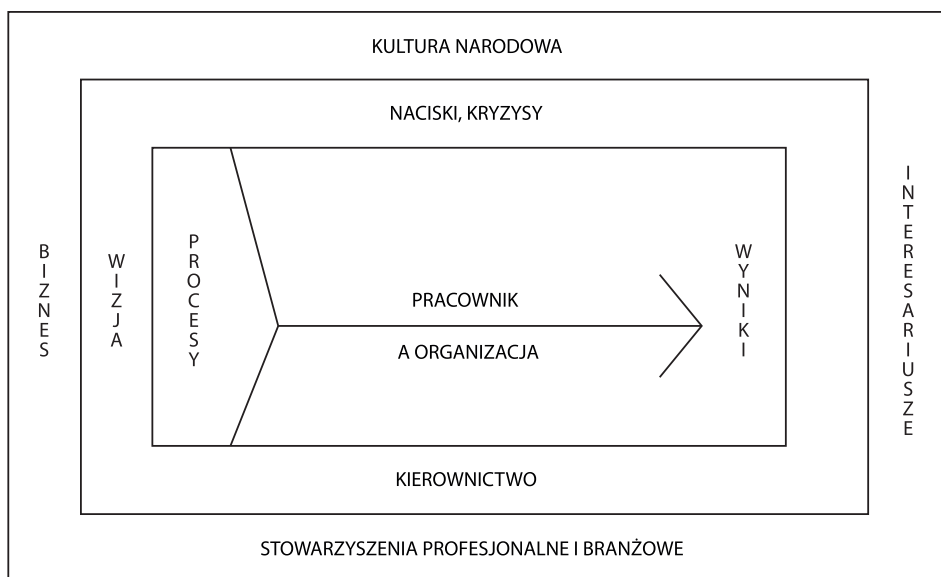 KULTURA NARODOWA
NACISKI, KRYZYSY
BIZNES
WIZJA
PROCESY
PRACOWNIK
A ORGANIZACJA
WYNIKI
INTERESARIUSZE
KIEROWNICTWO
STOWARZYSZENIA PROFESJONALNE I BRANŻOWE